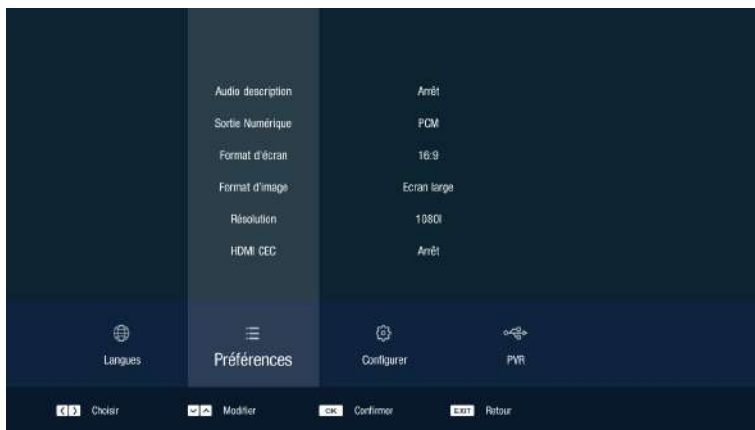 Audio description Arrêt
Sortie Numérique PCM
Format d'écran 16:9
Format d'image Ecran large
Résolution 1080I
HDMI CEC Arrêt
Langues Préférences Configurer PVR
Choisir Modifier OK Confirmer EXIT Retour